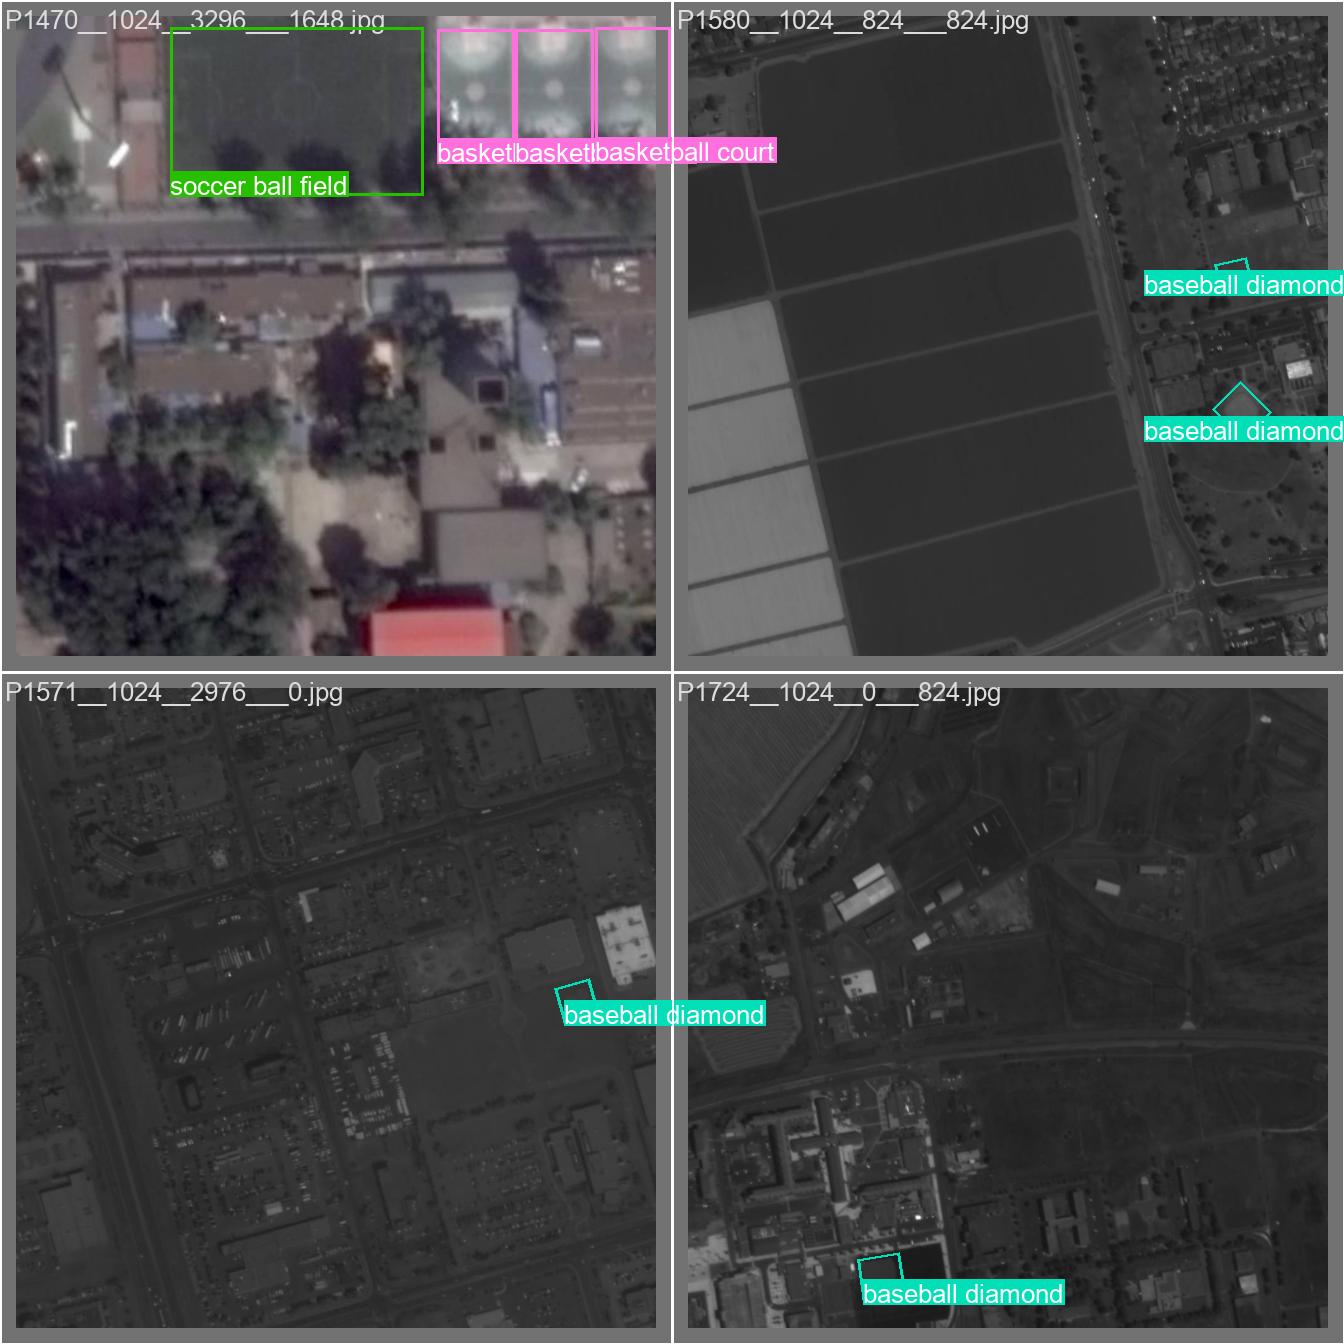 P1470__1024__3296___1648.jpg
soccer ball field
basket
basket
basketball court
P1580__1024__824___824.jpg
baseball diamond
baseball diamond
P1571__1024__2976___0.jpg
baseball diamond
P1724__1024__0___824.jpg
baseball diamond